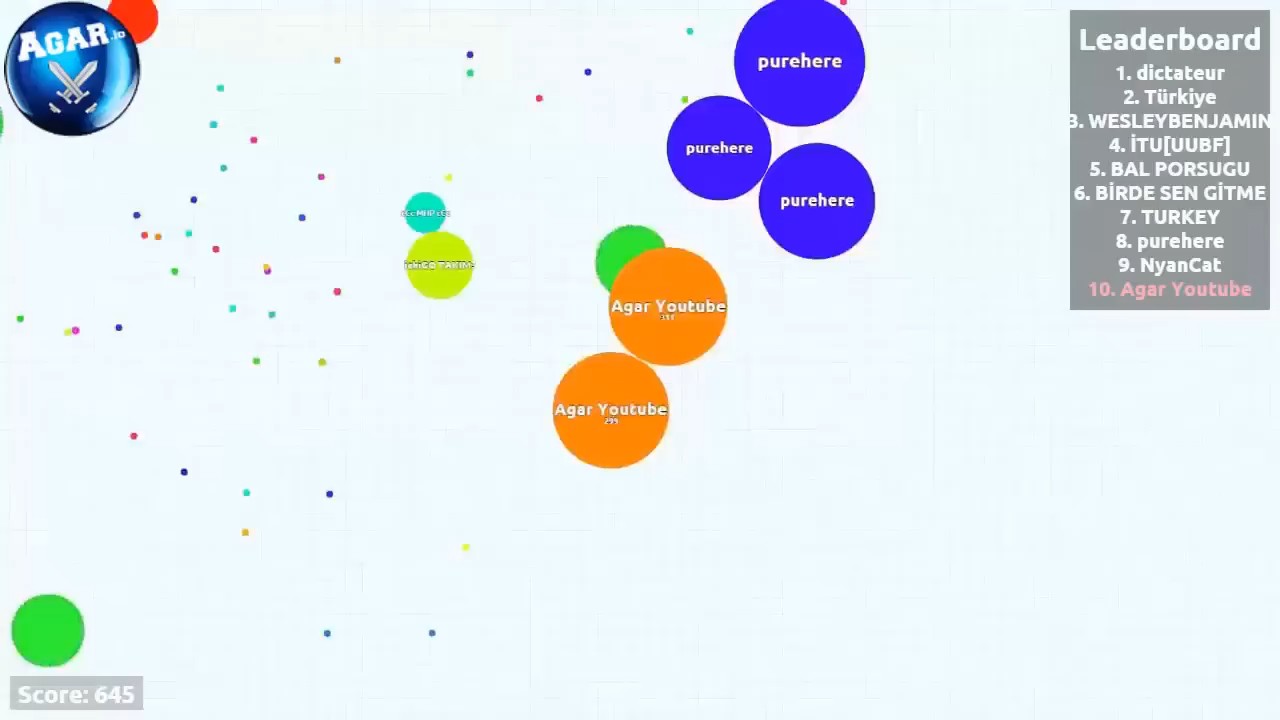 AGAR.io
purehere
purehere
purehere
Agar Youtube
Agar Youtube
299
Leaderboard
1. dictateur
2. Türkiye
3. WESLEYBENJAMIN
4. İTU[UUBF]
5. BAL PORSUGU
6. BİRDE SEN GİTME
7. TURKEY
8. purehere
9. NyanCat
10. Agar Youtube
Score: 645